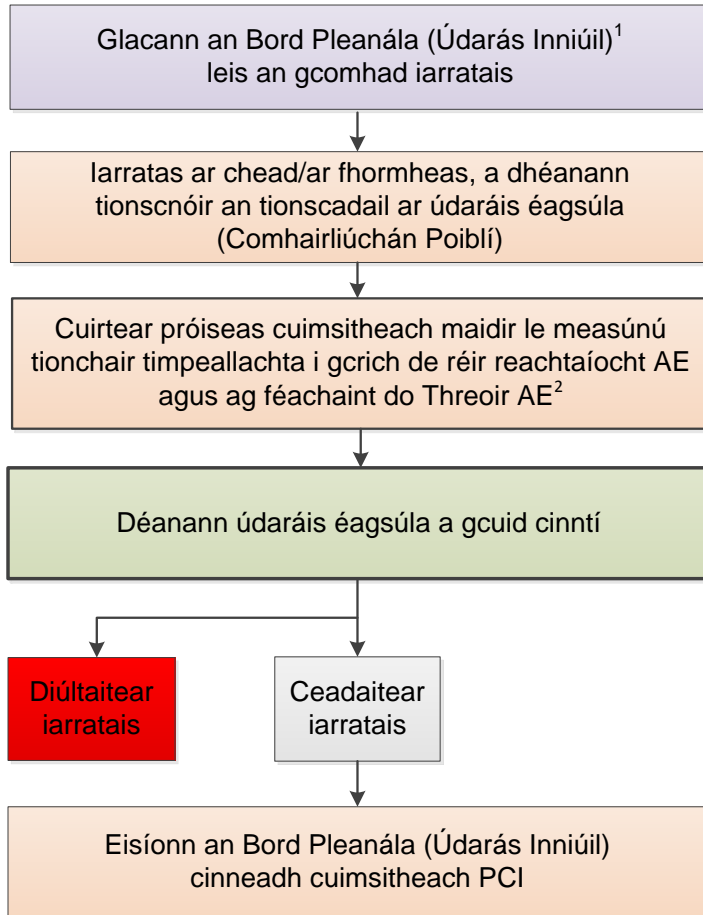 Glacann an Bord Pleanála (Údarás Inniúil)¹
leis an gcomhad iarratais
Iarratas ar chead/ar fhormheas, a dhéanann
tionscnóir an tionscadail ar údaráis éagsúla
(Comhairliúchán Poiblí)
Cuirtear próiseas cuimsitheach maidir le measúnú
tionchair timpeallachta i gcrich de réir reachtaíocht AE
agus ag féachaint do Threoir AE²
Déanann údaráis éagsúla a gcuid cinntí
Diúltaitear
iarratais
Ceadaitear
iarratais
Eisíonn an Bord Pleanála (Údarás Inniúil)
cinneadh cuimsitheach PCI